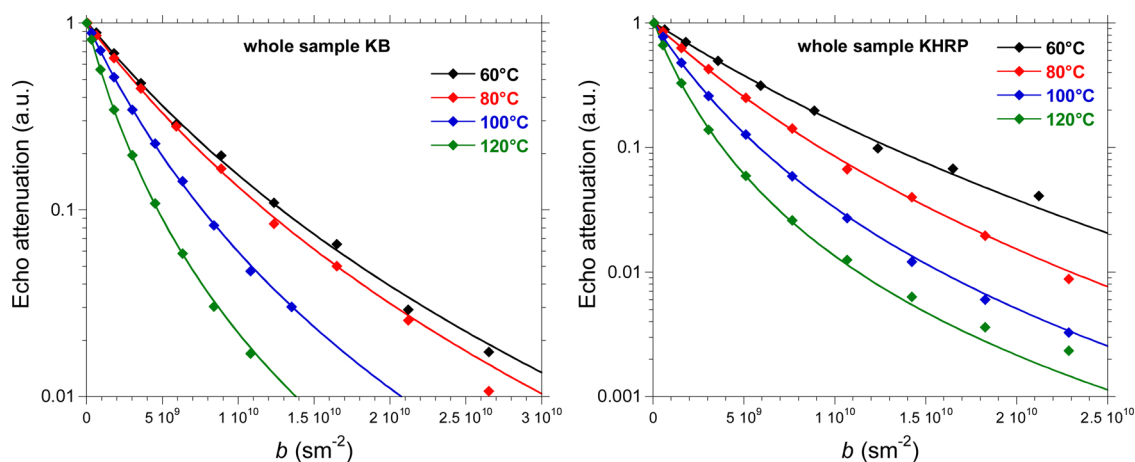 whole sample KB
60°C
80°C
100°C
120°C
Echo attenuation (a.u.)
1
0.1
0.01
0
5 10⁹
1 10¹⁰
1.5 10¹⁰
2 10¹⁰
2.5 10¹⁰
3 10¹⁰
b (sm⁻²)
whole sample KHRP
60°C
80°C
100°C
120°C
Echo attenuation (a.u.)
1
0.1
0.01
0.001
0
5 10⁹
1 10¹⁰
1.5 10¹⁰
2 10¹⁰
2.5 10¹⁰
b (sm⁻²)